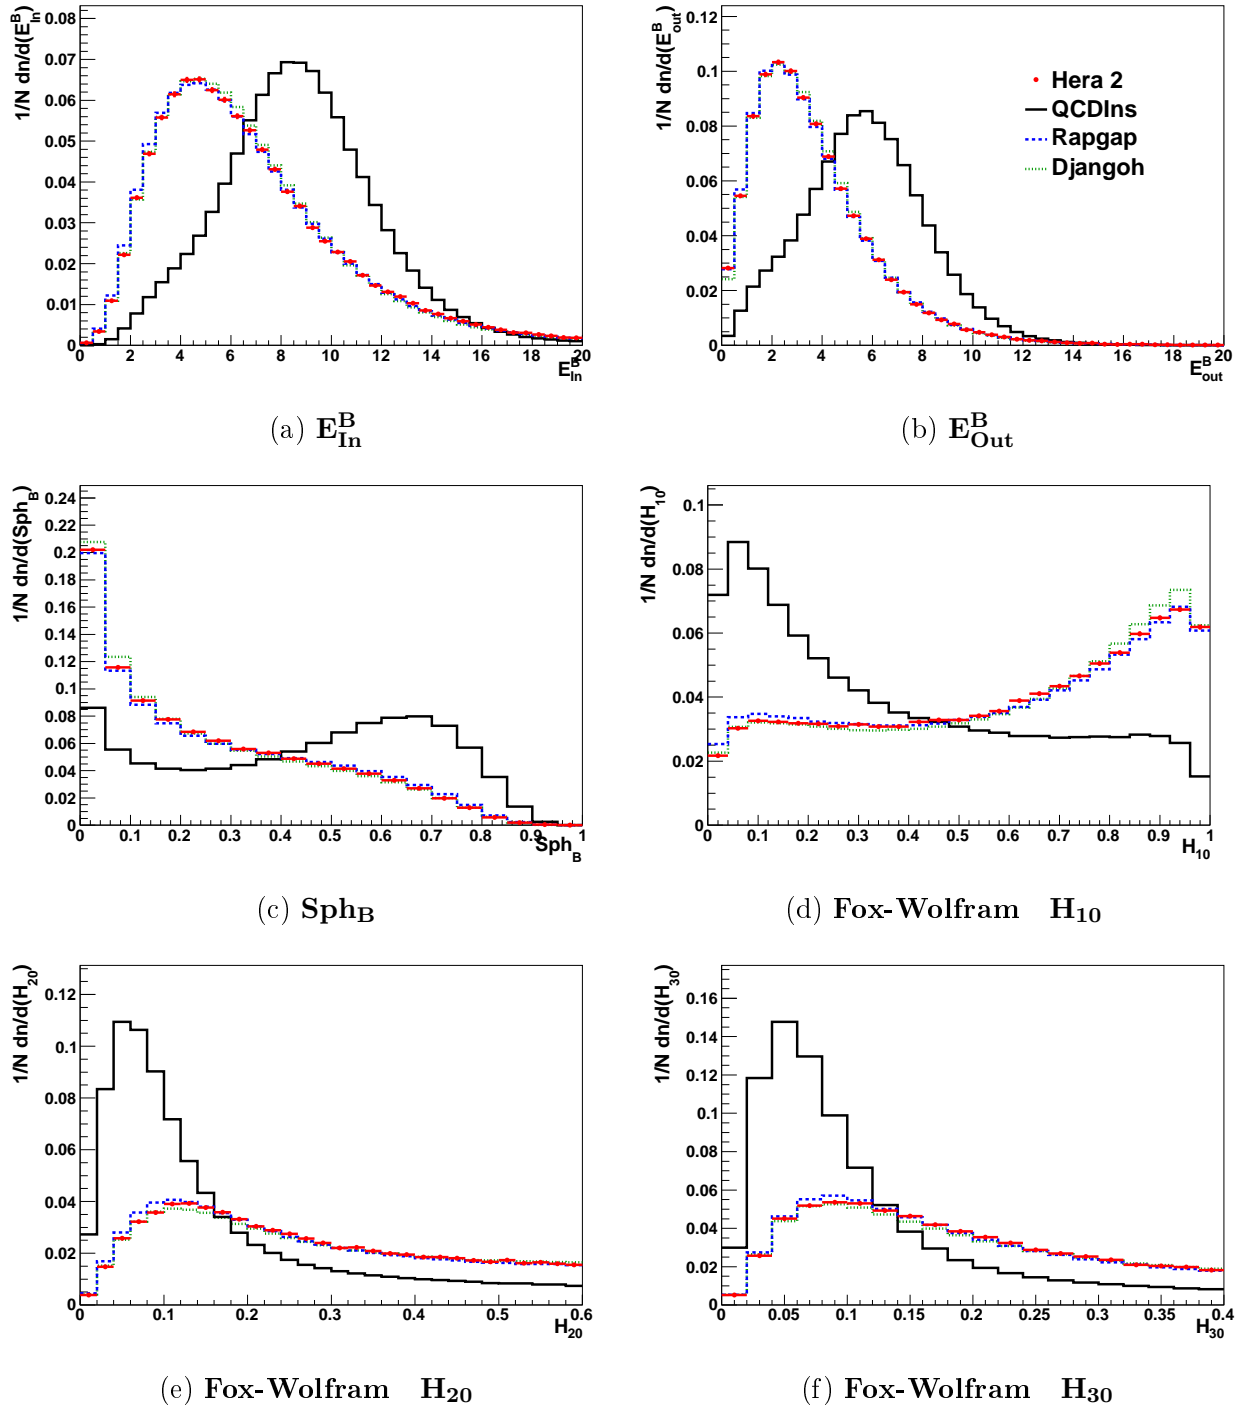 1/N dn/d(E_In^B)
0.08
0.07
0.06
0.05
0.04
0.03
0.02
0.01
0
0 2 4 6 8 10 12 14 16 18 20
E_In^B
(a) E_In^B
1/N dn/d(E_out^B)
0.12
0.1
0.08
0.06
0.04
0.02
0
0 2 4 6 8 10 12 14 16 18 20
E_out^B
Hera 2
QCDIns
Rapgap
Djangoh
(b) E_Out^B
1/N dn/d(Sph_B)
0.24
0.22
0.2
0.18
0.16
0.14
0.12
0.1
0.08
0.06
0.04
0.02
0
0 0.1 0.2 0.3 0.4 0.5 0.6 0.7 0.8 0.9 1
Sph_B
(c) Sph_B
1/N dn/d(H_10)
0.1
0.08
0.06
0.04
0.02
0
0 0.1 0.2 0.3 0.4 0.5 0.6 0.7 0.8 0.9 1
H_10
(d) Fox-Wolfram H_10
1/N dn/d(H_20)
0.12
0.1
0.08
0.06
0.04
0.02
0
0 0.1 0.2 0.3 0.4 0.5 0.6
H_20
(e) Fox-Wolfram H_20
1/N dn/d(H_30)
0.16
0.14
0.12
0.1
0.08
0.06
0.04
0.02
0
0 0.05 0.1 0.15 0.2 0.25 0.3 0.35 0.4
H_30
(f) Fox-Wolfram H_30